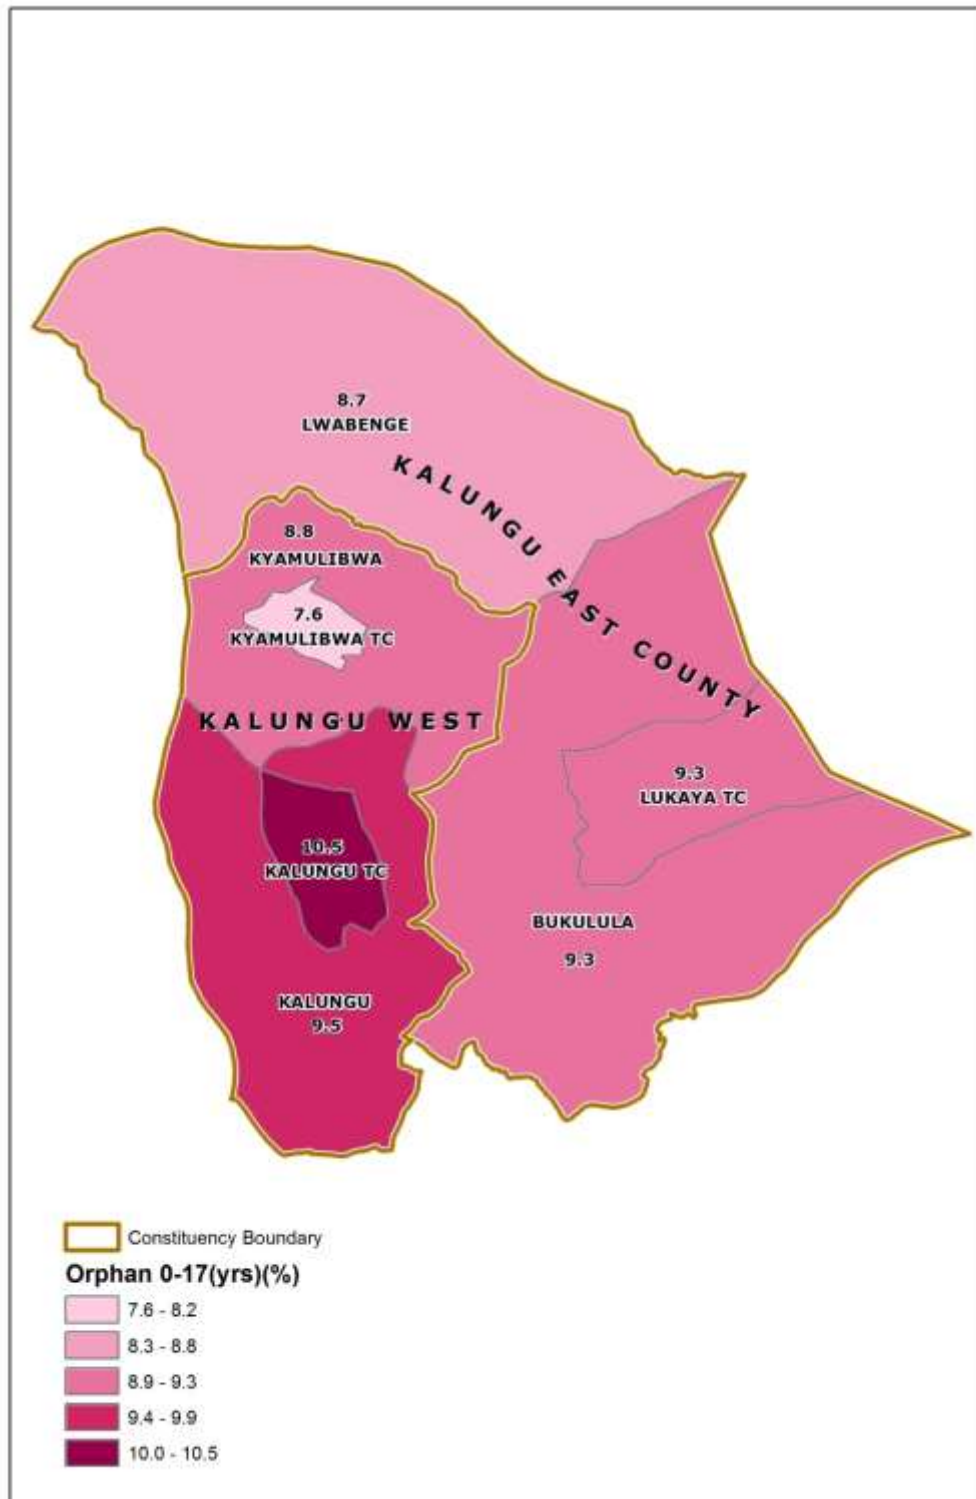 8.7
LWABENGE
KALUNGU EAST COUNTY
8.8
KYAMULIBWA
7.6
KYAMULIBWA TC
KALUNGU WEST
9.3
LUKAYA TC
10.5
KALUNGU TC
BUKULULA
9.3
KALUNGU
9.5
Constituency Boundary
Orphan 0-17(yrs)(%)
7.6 - 8.2
8.3 - 8.8
8.9 - 9.3
9.4 - 9.9
10.0 - 10.5